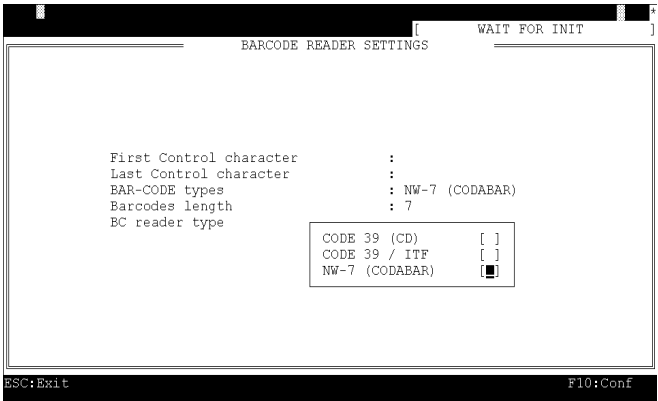 *
[ WAIT FOR INIT ]
BARCODE READER SETTINGS
First Control character :
Last Control character :
BAR-CODE types : NW-7 (CODABAR)
Barcodes length : 7
BC reader type
CODE 39 (CD) [ ]
CODE 39 / ITF [ ]
NW-7 (CODABAR) [■]
ESC:Exit F10:Conf